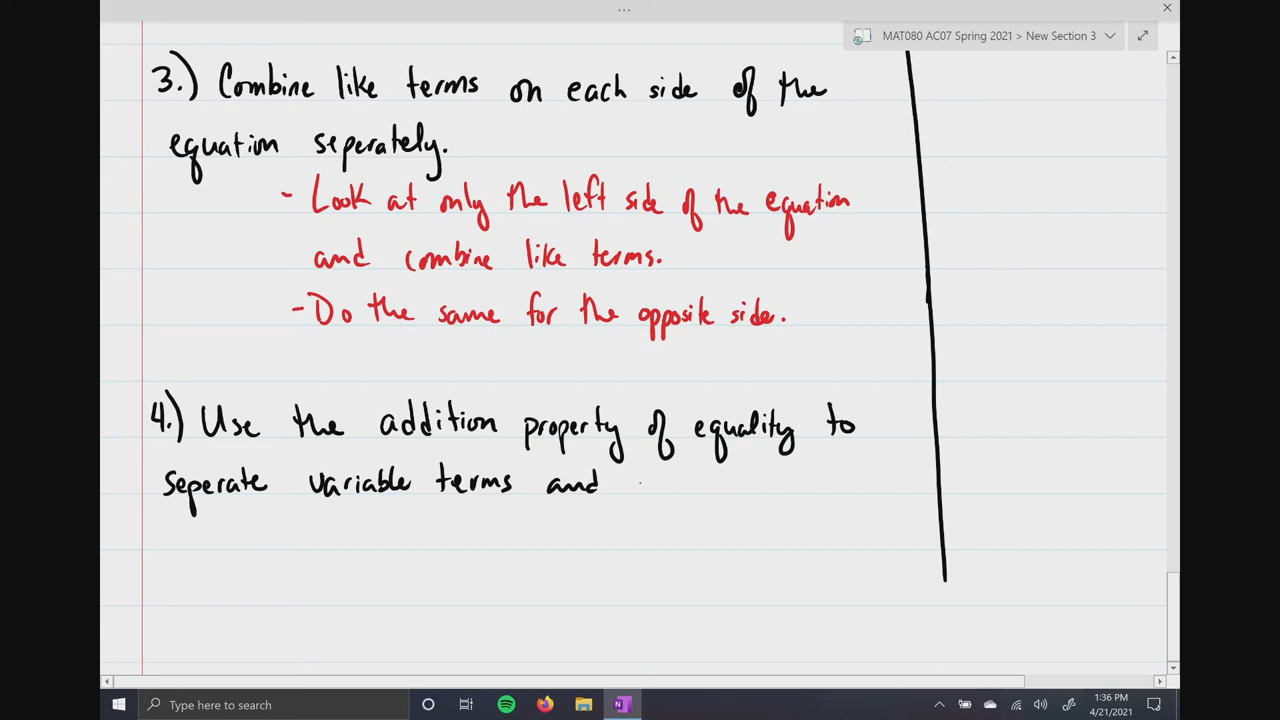 ...
MAT080 AC07 Spring 2021 > New Section 3
3.) Combine like terms on each side of the
equation seperately.
- Look at only the left side of the equation
and combine like terms.
- Do the same for the opposite side.
4.) Use the addition property of equality to
seperate variable terms and
Type here to search
N
1:36 PM
4/21/2021